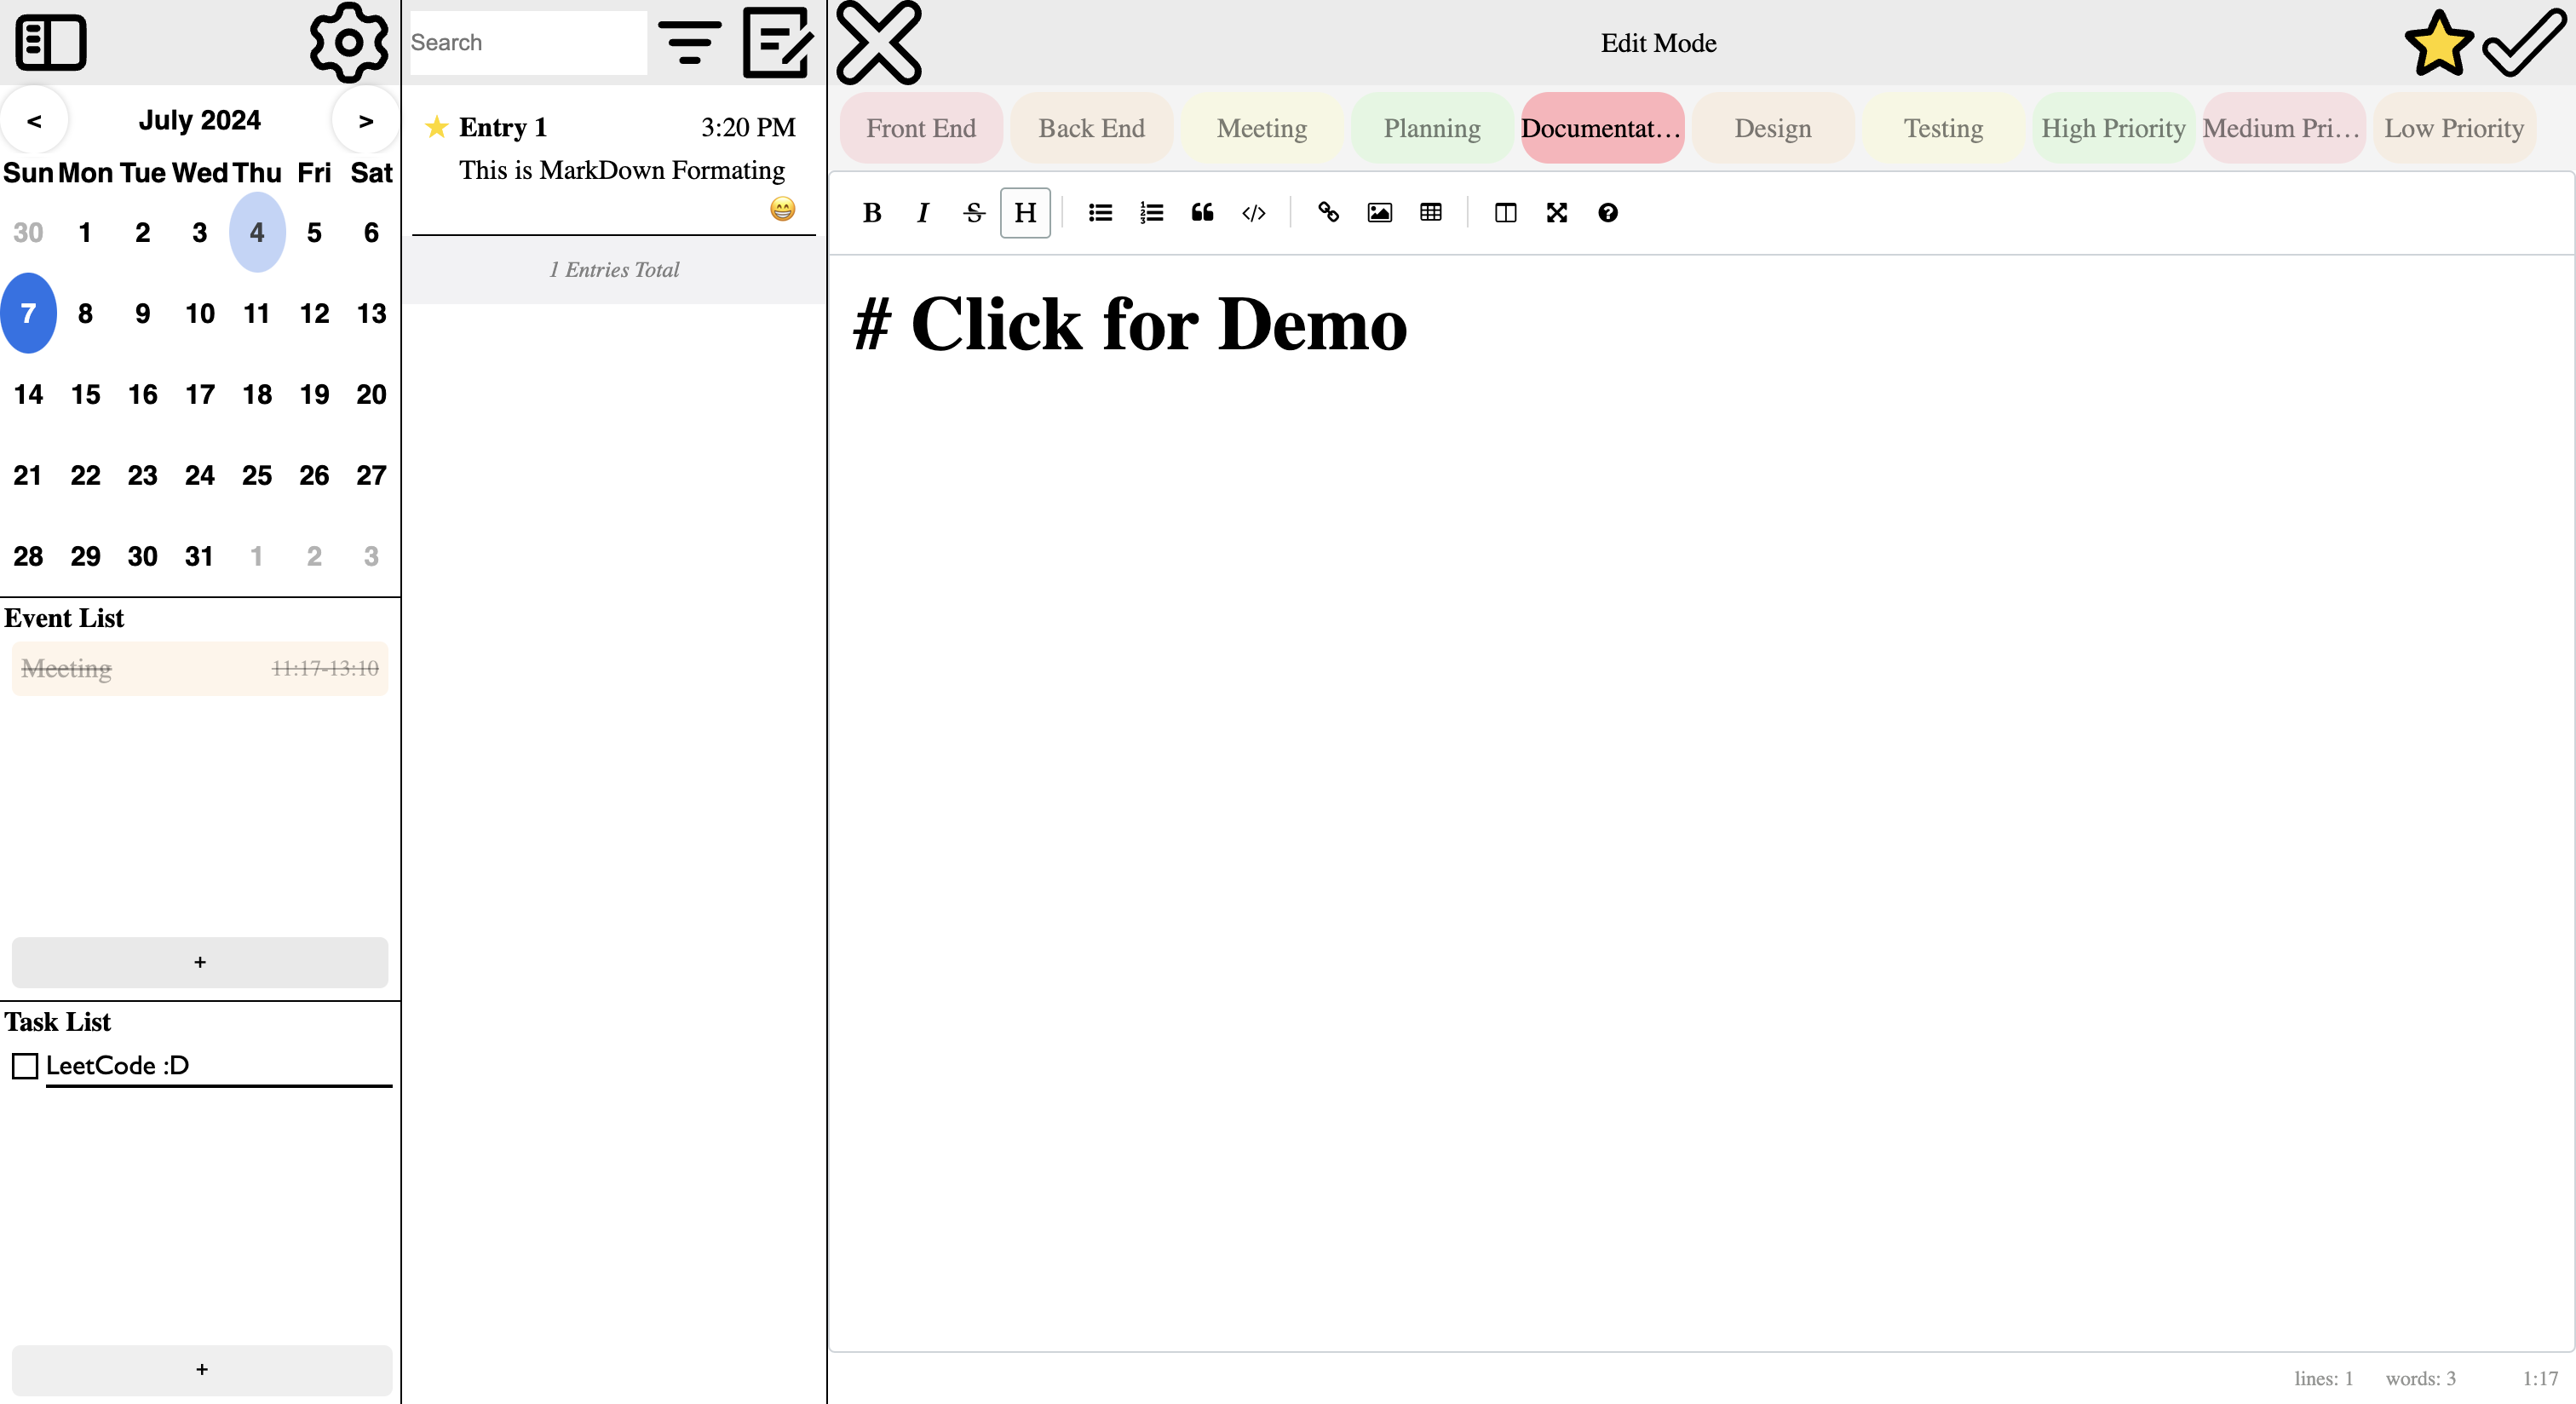 Search
Edit Mode
< July 2024 >
Sun Mon Tue Wed Thu Fri Sat
30 1 2 3 4 5 6
7 8 9 10 11 12 13
14 15 16 17 18 19 20
21 22 23 24 25 26 27
28 29 30 31 1 2 3
Event List
Meeting 11:17-13:10
+
Task List
LeetCode :D
+
Entry 1 3:20 PM
This is MarkDown Formating
😁
1 Entries Total
Front End Back End Meeting Planning Documentat… Design Testing High Priority Medium Pri… Low Priority
B I S H
# Click for Demo
lines: 1 words: 3 1:17